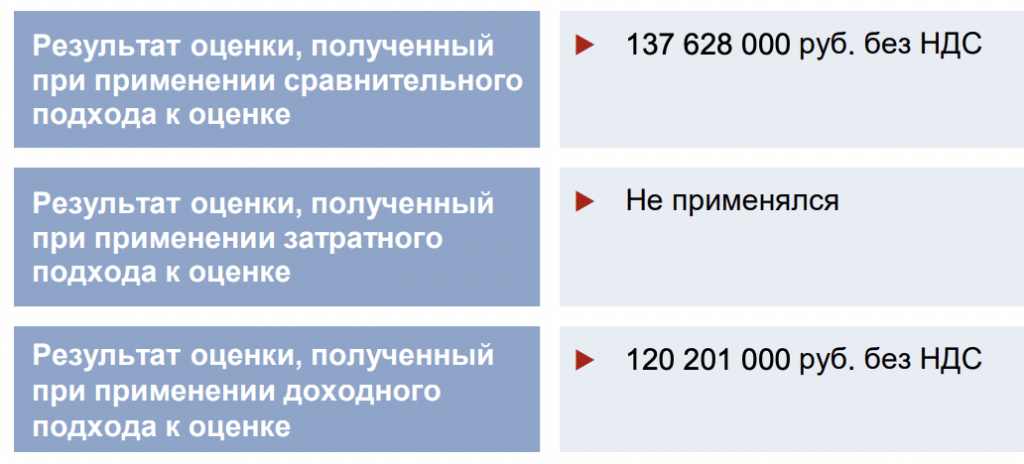 Результат оценки, полученный
при применении сравнительного
подхода к оценке
137 628 000 руб. без НДС
Результат оценки, полученный
при применении затратного
подхода к оценке
Не применялся
Результат оценки, полученный
при применении доходного
подхода к оценке
120 201 000 руб. без НДС